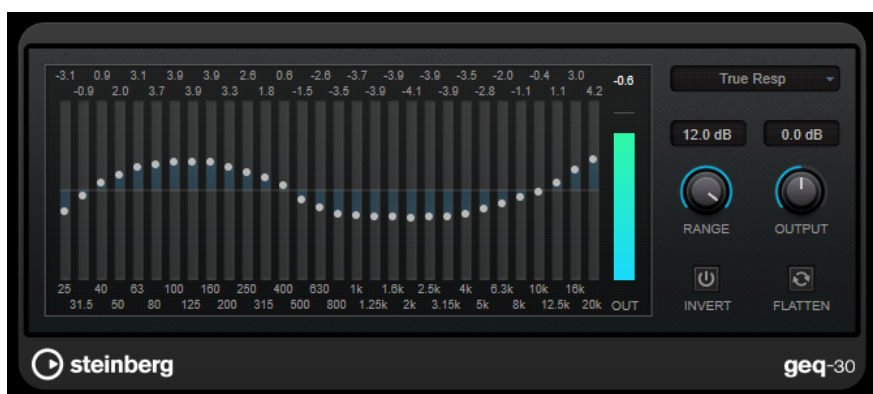 -3.1 0.9 3.1 3.9 3.9 2.6 0.6 -2.6 -3.7 -3.9 -3.9 -3.5 -2.0 -0.4 3.0 -0.6
-0.9 2.0 3.7 3.9 3.3 1.8 -1.5 -3.5 -3.9 -4.1 -3.9 -2.8 -1.1 1.1 4.2
True Resp
12.0 dB 0.0 dB
RANGE OUTPUT
25 40 63 100 160 250 400 630 1k 1.6k 2.5k 4k 6.3k 10k 16k
31.5 50 80 125 200 315 500 800 1.25k 2k 3.15k 5k 8k 12.5k 20k OUT
INVERT FLATTEN
steinberg geq-30